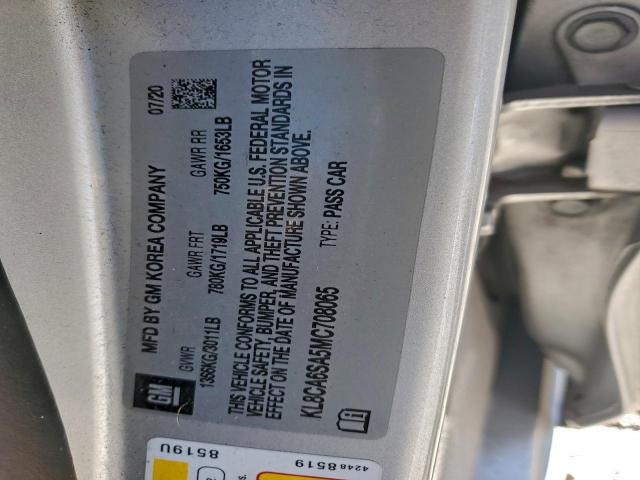 GM
MFD BY GM KOREA COMPANY 07/20
GVWR GAWR FRT GAWR RR
1366KG/3011LB 780KG/1719LB 750KG/1653LB
THIS VEHICLE CONFORMS TO ALL APPLICABLE U.S. FEDERAL MOTOR
VEHICLE SAFETY, BUMPER, AND THEFT PREVENTION STANDARDS IN
EFFECT ON THE DATE OF MANUFACTURE SHOWN ABOVE.
KL8CA6SA5MC708065 TYPE: PASS CAR
8519U
42488519